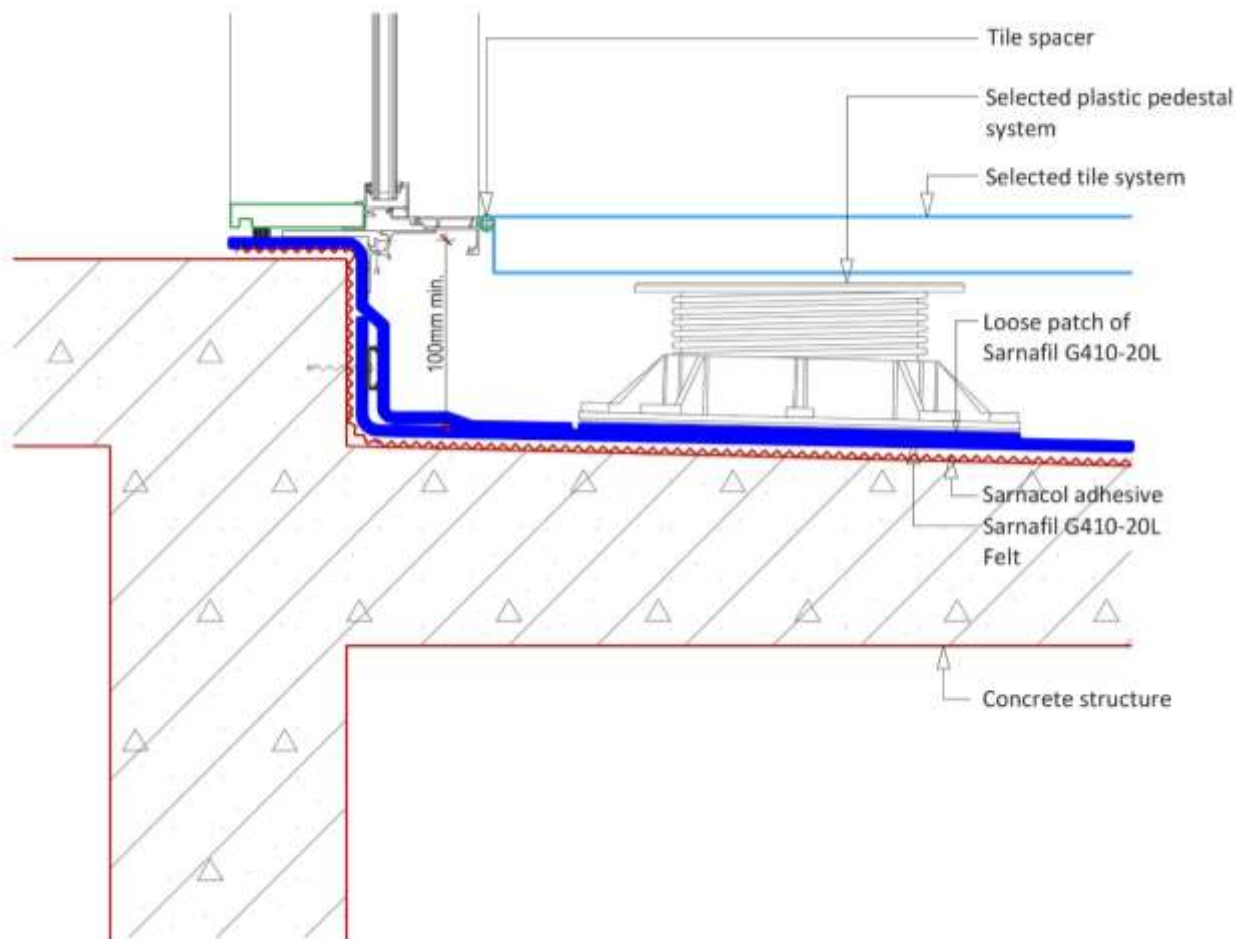 Tile spacer
Selected plastic pedestal
system
Selected tile system
100mm min.
Loose patch of
Sarnafil G410-20L
Sarnacol adhesive
Sarnafil G410-20L
Felt
Concrete structure